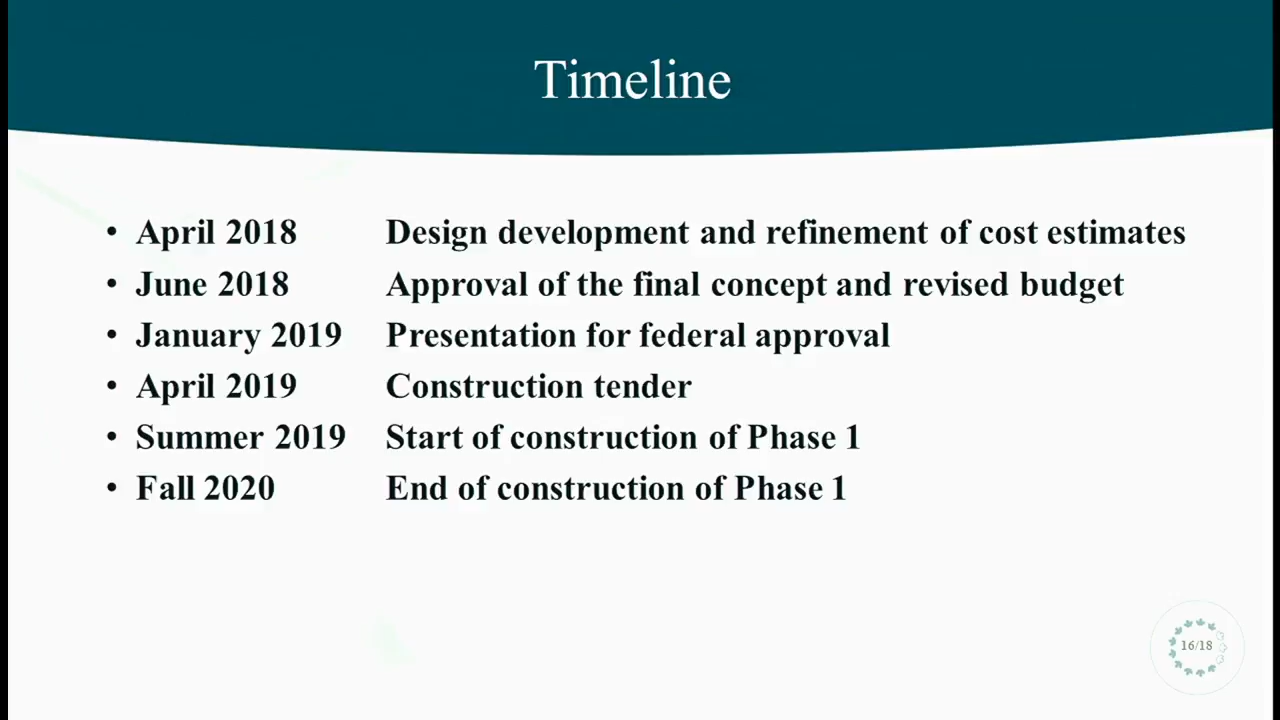 Timeline
• April 2018 Design development and refinement of cost estimates
• June 2018 Approval of the final concept and revised budget
• January 2019 Presentation for federal approval
• April 2019 Construction tender
• Summer 2019 Start of construction of Phase 1
• Fall 2020 End of construction of Phase 1
16/18